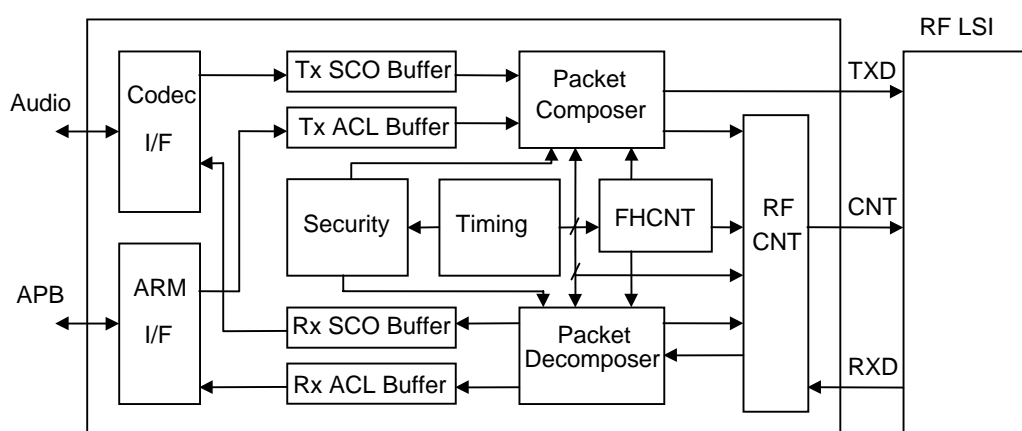 RF LSI
Tx SCO Buffer
Packet
Composer
TXD
Codec
I/F
Audio
Tx ACL Buffer
Security
Timing
FHCNT
RF
CNT
CNT
APB
ARM
I/F
Rx SCO Buffer
Packet
Decomposer
RXD
Rx ACL Buffer